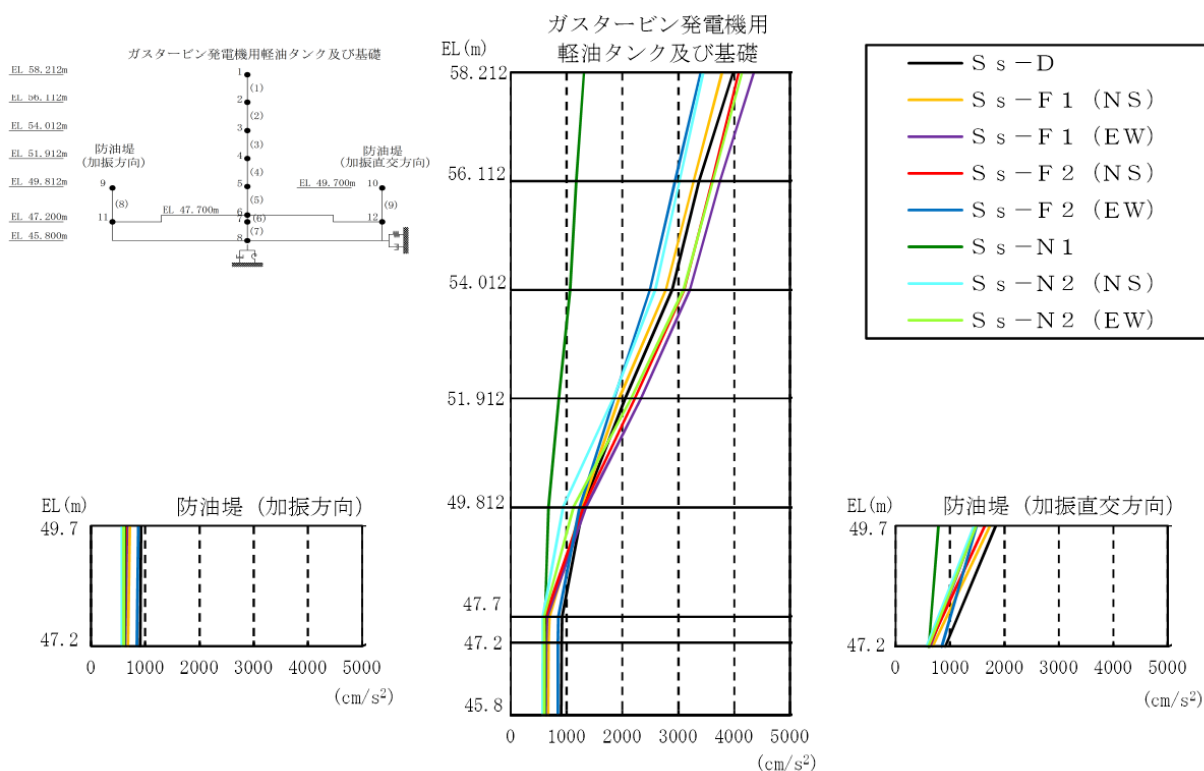 ガスタービン発電機用軽油タンク及び基礎
EL 58.212m
EL 56.112m
EL 54.012m
EL 51.912m
EL 49.812m
EL 47.200m
EL 45.800m
防油堤
(加振方向)
防油堤
(加振直交方向)
EL 47.700m
EL 49.700m
1
2
3
4
5
6
7
8
9
10
11
12
(1)
(2)
(3)
(4)
(5)
(6)
(7)
(8)
(9)
ガスタービン発電機用
軽油タンク及び基礎
EL(m)
58.212
56.112
54.012
51.912
49.812
47.7
47.2
45.8
0 1000 2000 3000 4000 5000
(cm/s²)
Ss-D
Ss-F1 (NS)
Ss-F1 (EW)
Ss-F2 (NS)
Ss-F2 (EW)
Ss-N1
Ss-N2 (NS)
Ss-N2 (EW)
EL(m)
防油堤 (加振方向)
49.7
47.2
0 1000 2000 3000 4000 5000
(cm/s²)
EL(m)
防油堤 (加振直交方向)
49.7
47.2
0 1000 2000 3000 4000 5000
(cm/s²)